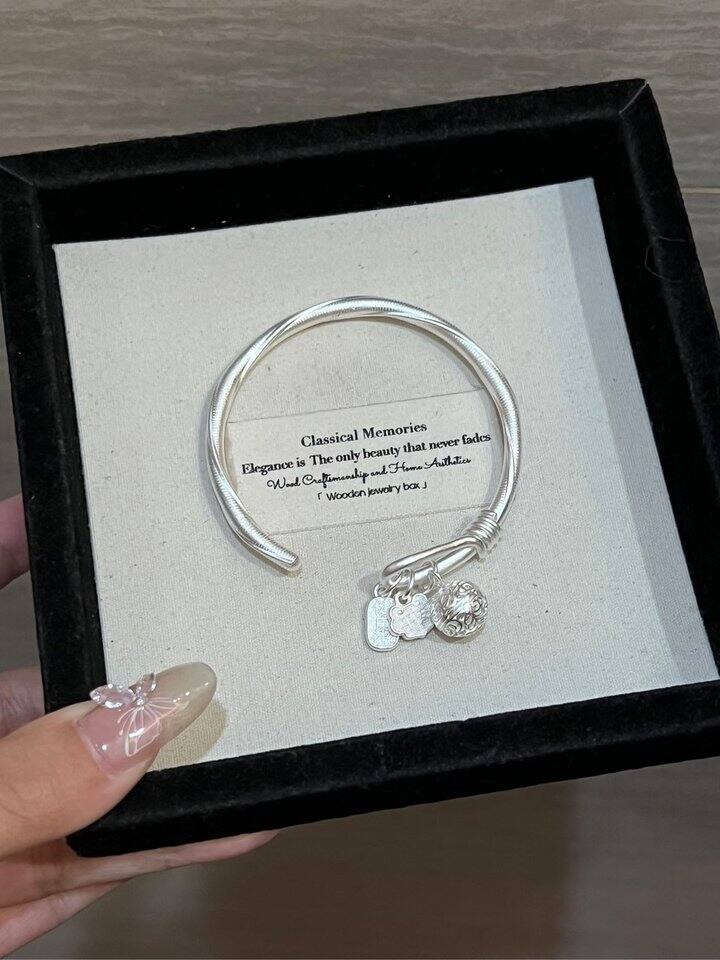 Classical Memories
Elegance is The only beauty that never fades
Wood Craftsmanship and Home Aesthetics
「 Wooden jewelry box 」